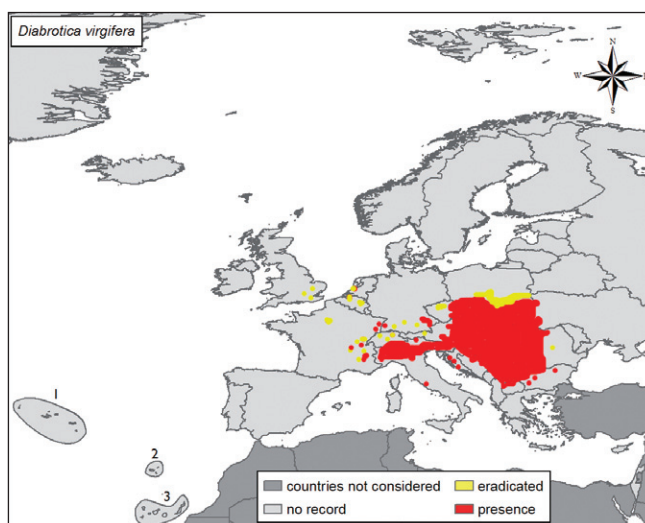 Diabrotica virgifera
N
W E
S
1
2
3
countries not considered
eradicated
no record
presence